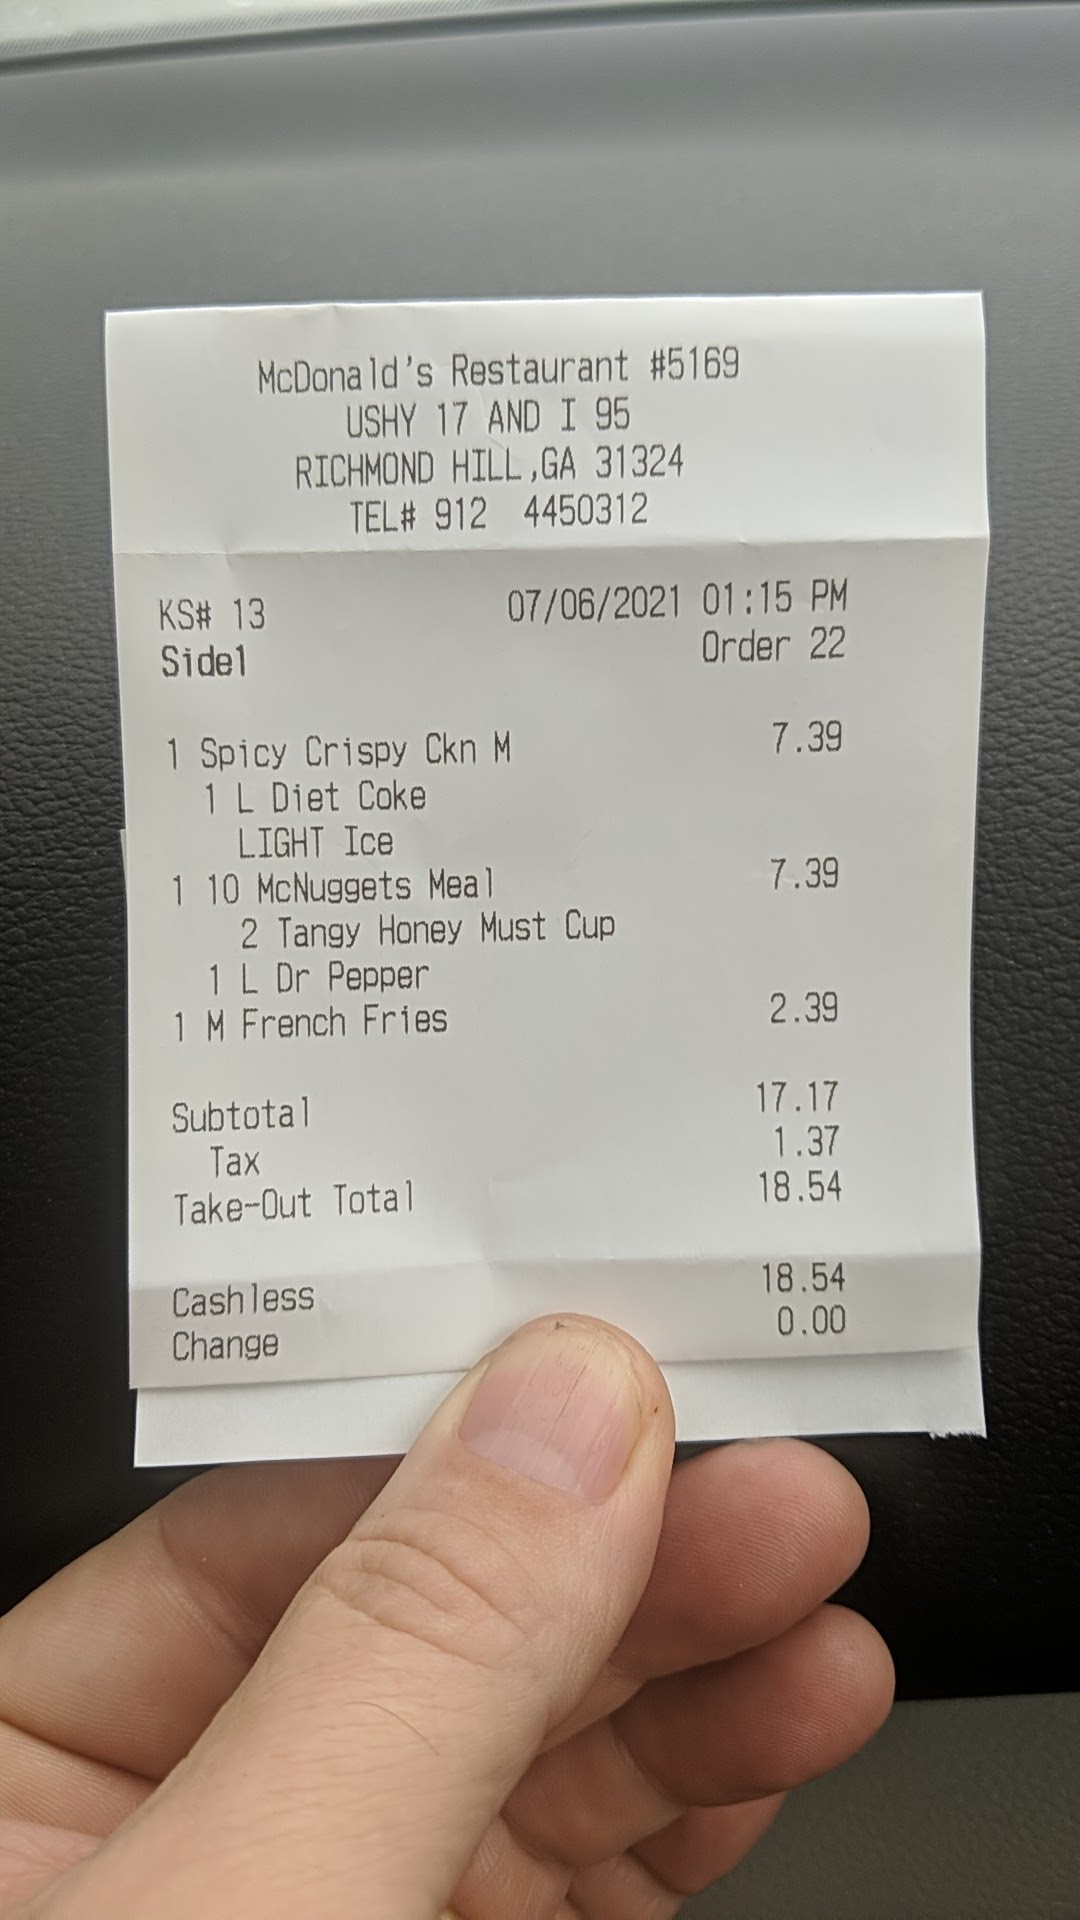 McDonald's Restaurant #5169
USHY 17 AND I 95
RICHMOND HILL,GA 31324
TEL# 912 4450312
KS# 13 07/06/2021 01:15 PM
Side1 Order 22
1 Spicy Crispy Ckn M 7.39
1 L Diet Coke
LIGHT Ice
1 10 McNuggets Meal 7.39
2 Tangy Honey Must Cup
1 L Dr Pepper
1 M French Fries 2.39
Subtotal 17.17
Tax 1.37
Take-Out Total 18.54
Cashless 18.54
Change 0.00